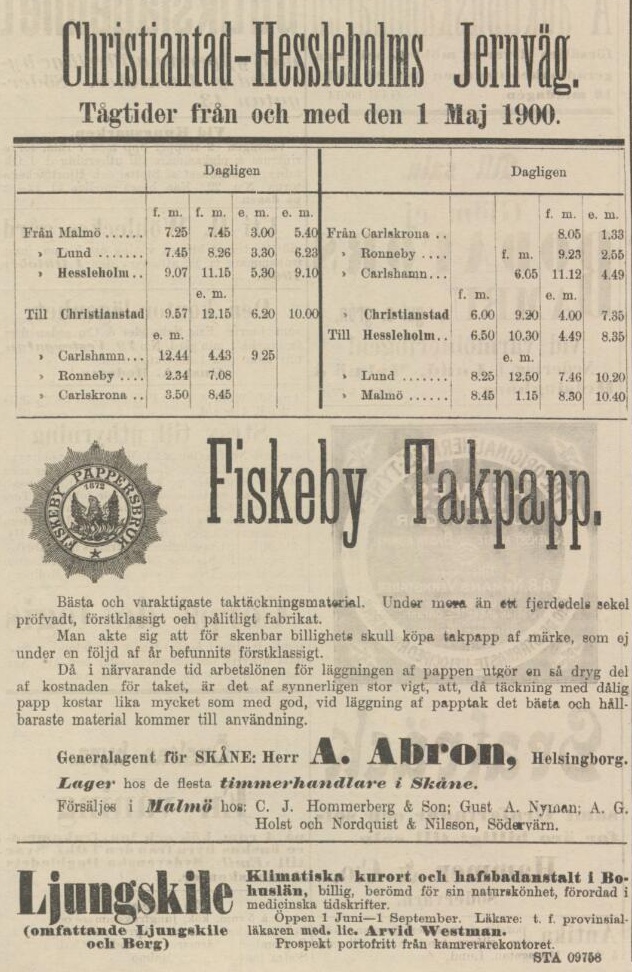 Christiantad-Hessleholms Jernväg.
Tågtider från och med den 1 Maj 1900.
Dagligen Dagligen
f. m. f. m. e. m. e. m. f. m. e. m.
Från Malmö ...... 7.25 7.45 3.00 5.40 Från Carlskrona .. 8.05 1.33
» Lund ....... 7.45 8.26 3.30 6.23 » Ronneby .... f. m. 9.23 2.55
» Hessleholm .. 9.07 11.15 5.30 9.10 » Carlshamn... 6.05 11.12 4.49
e. m. f. m. e. m.
Till Christianstad 9.57 12.15 6.20 10.00 » Christianstad 6.00 9.20 4.00 7.35
e. m. Till Hessleholm.. 6.50 10.30 4.49 8.35
» Carlshamn... 12.44 4.43 9 25 e. m.
» Ronneby .... 2.34 7.08 » Lund ....... 8.25 12.50 7.46 10.20
» Carlskrona .. 3.50 8.45 » Malmö ...... 8.45 1.15 8.30 10.40
FISKEBY PAPPERSBRUK
1872
Fiskeby Takpapp.
Bästa och varaktigaste taktäckningsmaterial. Under mera än ett fjerdedels sekel
pröfvadt, förstklassigt och pålitligt fabrikat.
Man akte sig att för skenbar billighets skull köpa takpapp af märke, som ej
under en följd af år befunnits förstklassigt.
Då i närvarande tid arbetslönen för läggningen af pappen utgör en så dryg del
af kostnaden för taket, är det af synnerligen stor vigt, att, då täckning med dålig
papp kostar lika mycket som med god, vid läggning af papptak det bästa och håll-
baraste material kommer till användning.
Generalagent för SKÅNE: Herr A. Abron, Helsingborg.
Lager hos de flesta timmerhandlare i Skåne.
Försäljes i Malmö hos: C. J. Hommerberg & Son; Gust A. Nyman; A. G.
Holst och Nordquist & Nilsson, Södervärn.
Ljungskile
(omfattande Ljungskile
och Berg)
Klimatiska kurort och hafsbadanstalt i Bo-
huslän, billig, berömd för sin naturskönhet, förordad i
medicinska tidskrifter.
Öppen 1 Juni—1 September. Läkare: t. f. provinsial-
läkaren med. lic. Arvid Westman.
Prospekt portofritt från kamrerarekontoret.
STA 09758